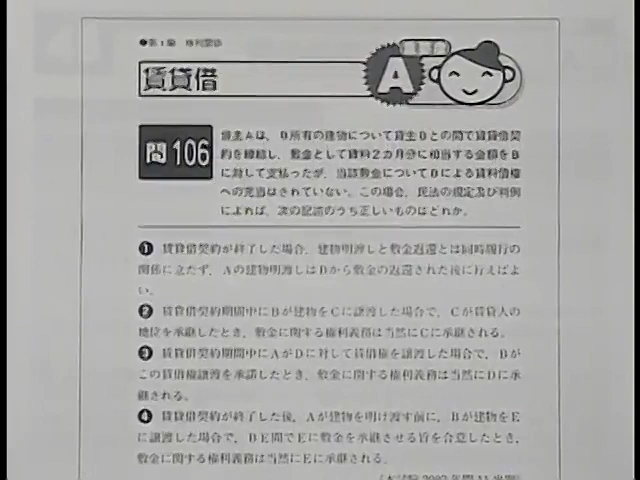 ●第1編 権利関係
賃貸借
重要度
A
問 106
借主Aは、B所有の建物について貸主Bとの間で賃貸借契
約を締結し、敷金として賃料2カ月分に相当する金額をB
に対して支払ったが、当該敷金についてBによる賃料債権
への充当はされていない。この場合、民法の規定及び判例
によれば、次の記述のうち正しいものはどれか。
❶ 賃貸借契約が終了した場合、建物明渡しと敷金返還とは同時履行の
関係に立たず、Aの建物明渡しはBから敷金の返還された後に行えばよ
い。
❷ 賃貸借契約期間中にBが建物をCに譲渡した場合で、Cが賃貸人の
地位を承継したとき、敷金に関する権利義務は当然にCに承継される。
❸ 賃貸借契約期間中にAがDに対して賃借権を譲渡した場合で、Bが
この賃借権譲渡を承諾したとき、敷金に関する権利義務は当然にDに承
継される。
❹ 賃貸借契約が終了した後、Aが建物を明け渡す前に、Bが建物をE
に譲渡した場合で、BE間でEに敷金を承継させる旨を合意したとき、
敷金に関する権利義務は当然にEに承継される。